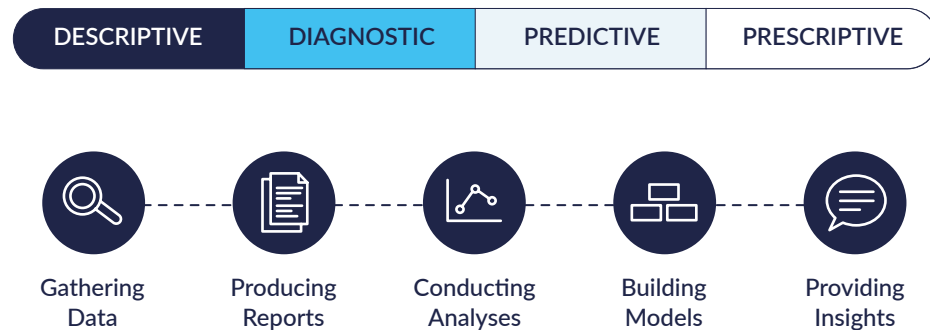 DESCRIPTIVE
DIAGNOSTIC
PREDICTIVE
PRESCRIPTIVE
Gathering
Data
Producing
Reports
Conducting
Analyses
Building
Models
Providing
Insights